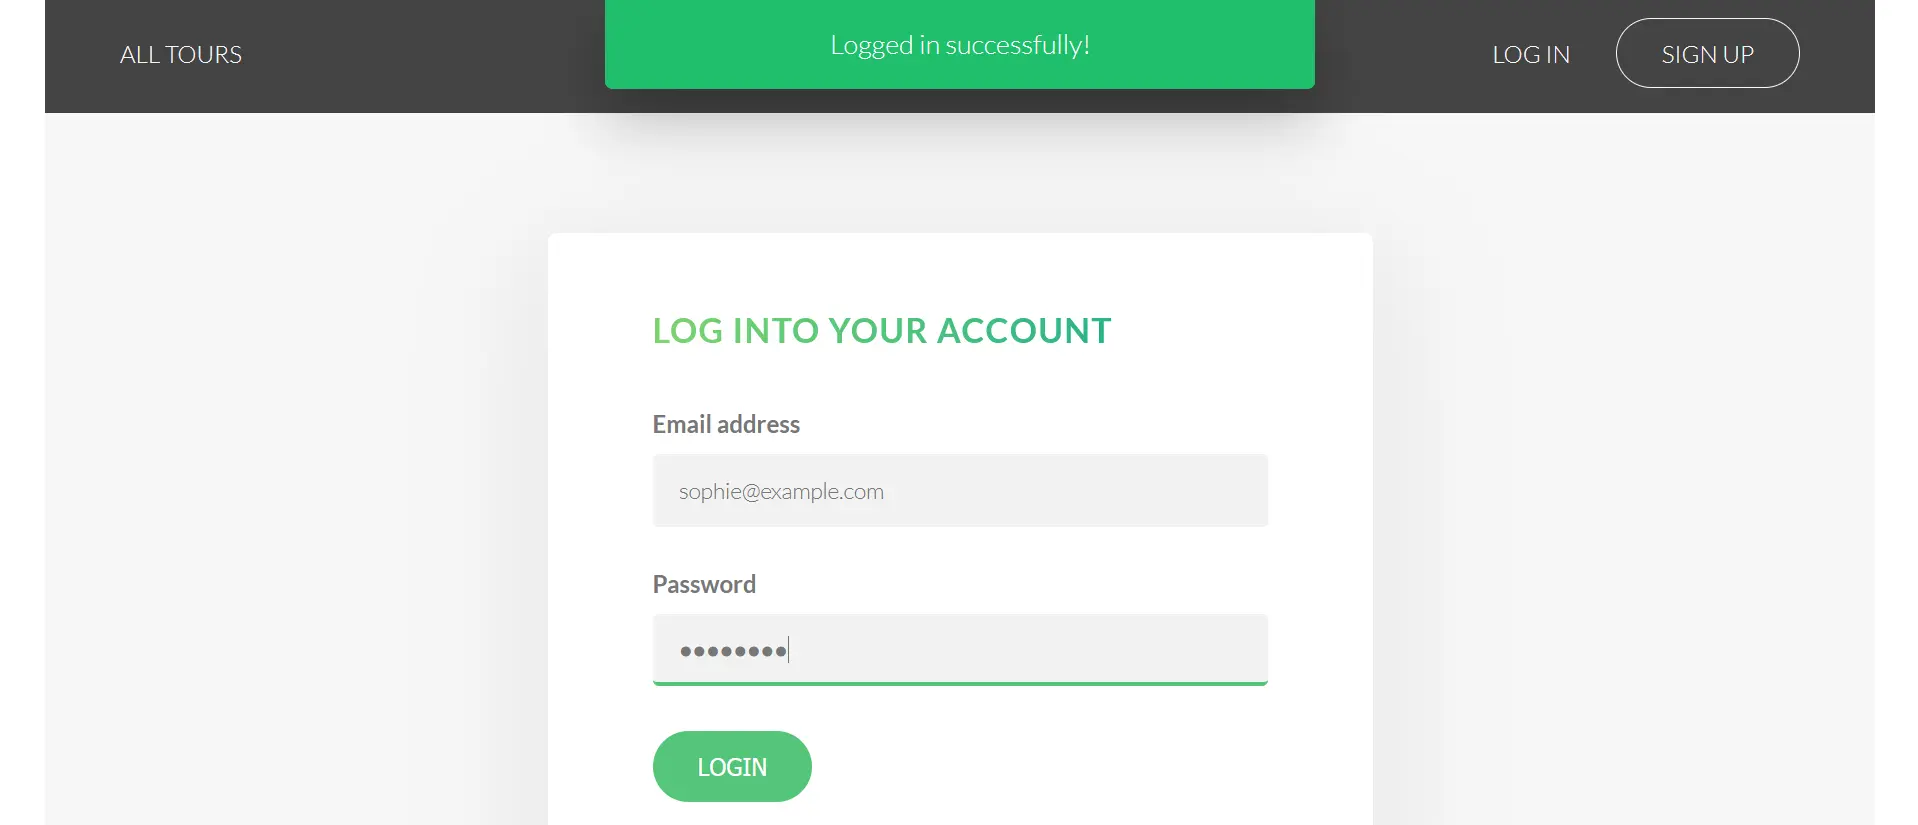 ALL TOURS
Logged in successfully!
LOG IN
SIGN UP
LOG INTO YOUR ACCOUNT
Email address
sophie@example.com
Password
••••••••
LOGIN